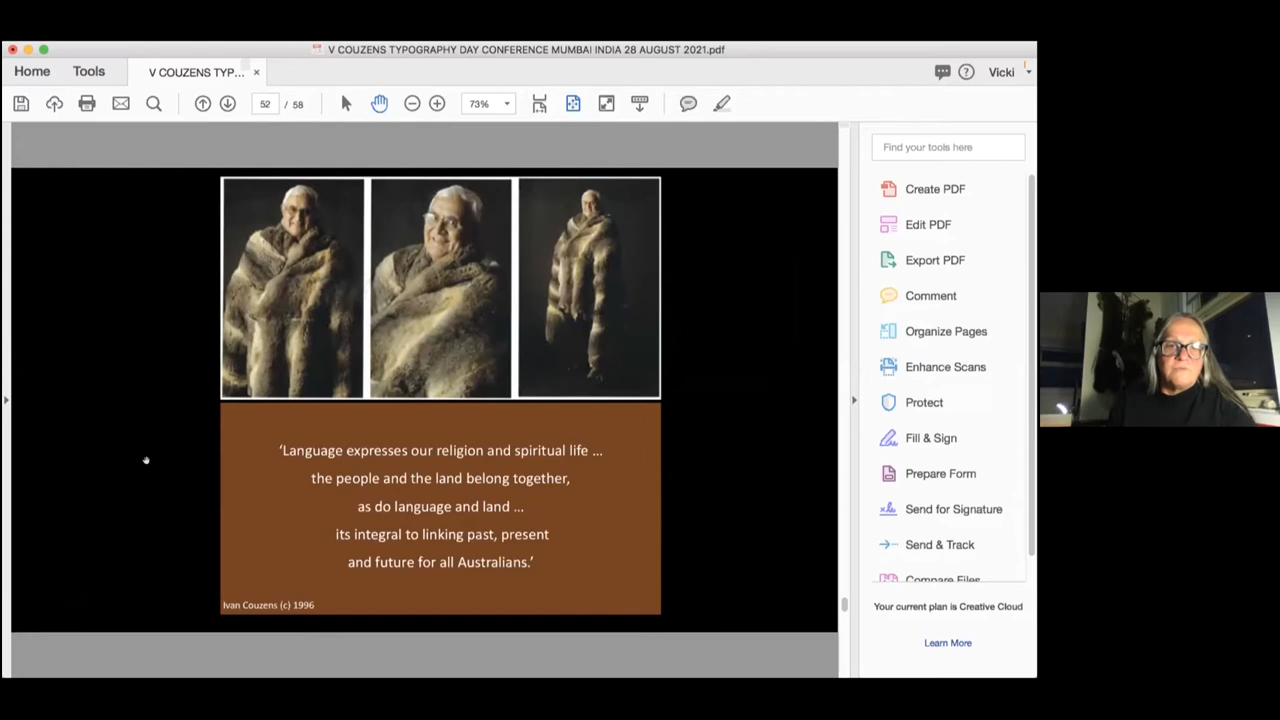 V COUZENS TYPOGRAPHY DAY CONFERENCE MUMBAI INDIA 28 AUGUST 2021.pdf
Home
Tools
V COUZENS TYP...
Vicki
52 / 58
73%
Find your tools here
Create PDF
Edit PDF
Export PDF
Comment
Organize Pages
Enhance Scans
Protect
Fill & Sign
Prepare Form
Send for Signature
Send & Track
Compare Files
Your current plan is Creative Cloud
Learn More
‘Language expresses our religion and spiritual life ...
the people and the land belong together,
as do language and land ...
its integral to linking past, present
and future for all Australians.’
Ivan Couzens (c) 1996